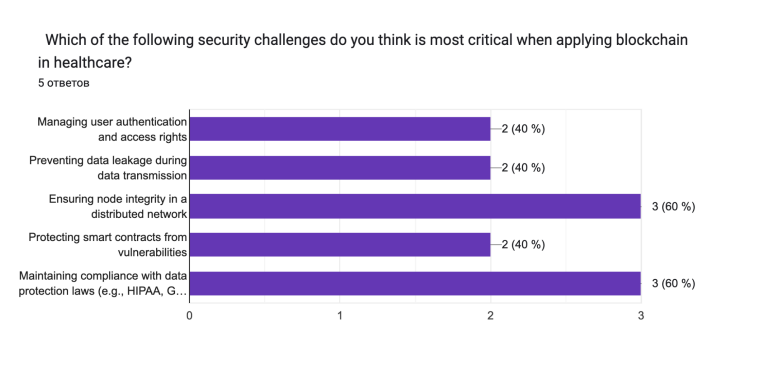 Which of the following security challenges do you think is most critical when applying blockchain
in healthcare?
5 ответов
Managing user authentication
and access rights
2 (40 %)
Preventing data leakage during
data transmission
2 (40 %)
Ensuring node integrity in a
distributed network
3 (60 %)
Protecting smart contracts from
vulnerabilities
2 (40 %)
Maintaining compliance with data
protection laws (e.g., HIPAA, G…
3 (60 %)
0
1
2
3